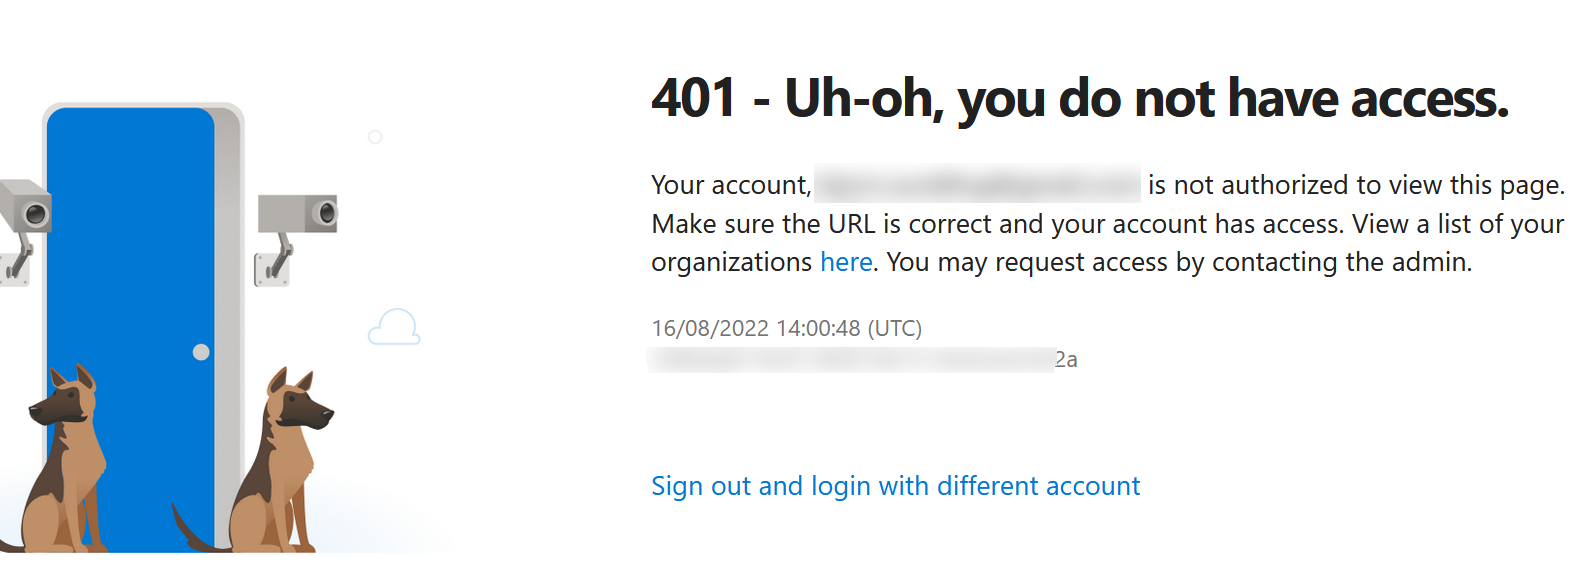 401 - Uh-oh, you do not have access.
Your account, is not authorized to view this page.
Make sure the URL is correct and your account has access. View a list of your
organizations here. You may request access by contacting the admin.
16/08/2022 14:00:48 (UTC)
2a
Sign out and login with different account